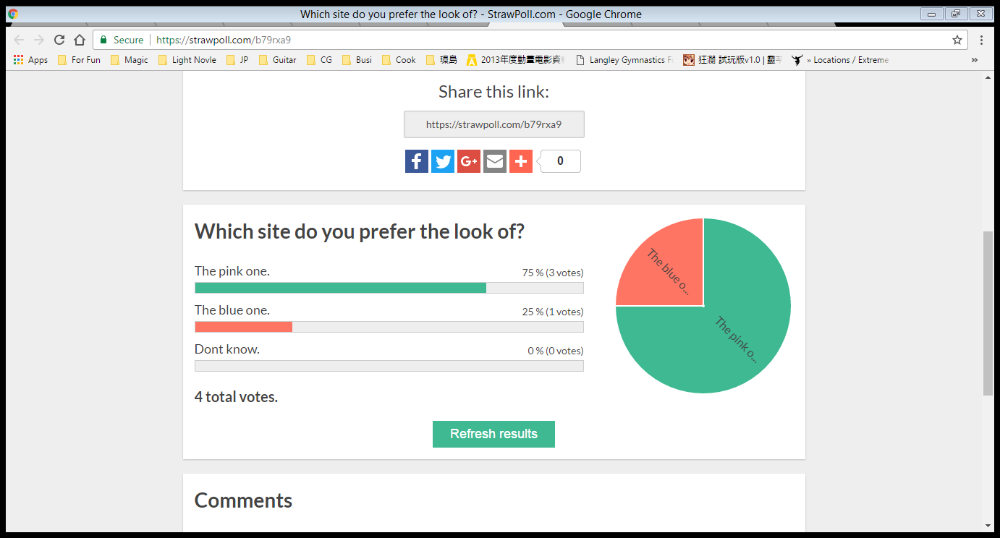 Which site do you prefer the look of? - StrawPoll.com - Google Chrome
Secure https://strawpoll.com/b79rxa9
Apps For Fun Magic Light Novle JP Guitar CG Busi Cook 環島 2013年度動畫電影資 Langley Gymnastics F 狂瀾 試玩版v1.0 | » Locations / Extreme »
Share this link:
https://strawpoll.com/b79rxa9
f G+ 0
Which site do you prefer the look of?
The pink one. 75 % (3 votes)
The blue one. 25 % (1 votes)
Dont know. 0 % (0 votes)
4 total votes.
The blue o...
The pink o...
Refresh results
Comments